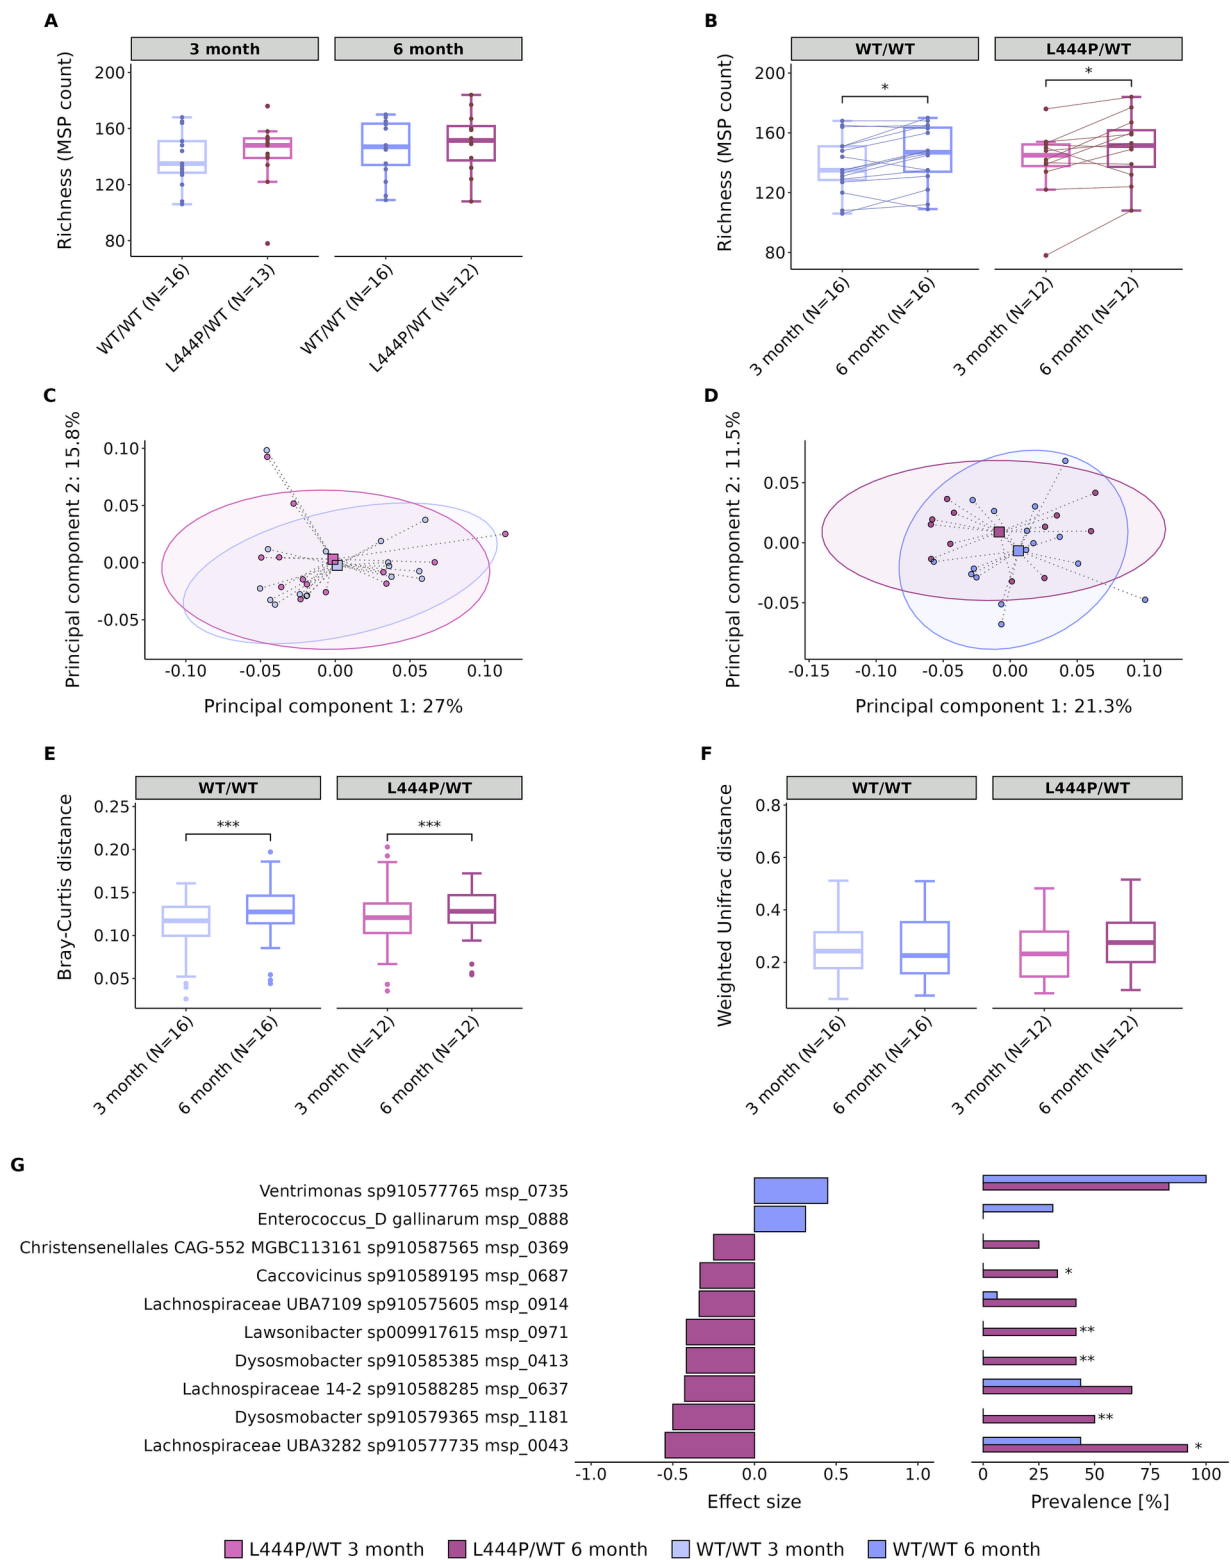 A
3 month
6 month
Richness (MSP count)
200
160
120
80
WT/WT (N=16)
L444P/WT (N=13)
WT/WT (N=16)
L444P/WT (N=12)
B
WT/WT
L444P/WT
Richness (MSP count)
200
160
120
80
*
*
3 month (N=16)
6 month (N=16)
3 month (N=12)
6 month (N=12)
C
Principal component 2: 15.8%
0.10
0.05
0.00
-0.05
-0.10
-0.05
0.00
0.05
0.10
Principal component 1: 27%
D
Principal component 2: 11.5%
0.05
0.00
-0.05
-0.15
-0.10
-0.05
0.00
0.05
0.10
Principal component 1: 21.3%
E
WT/WT
L444P/WT
Bray-Curtis distance
0.25
0.20
0.15
0.10
0.05
***
***
3 month (N=16)
6 month (N=16)
3 month (N=12)
6 month (N=12)
F
WT/WT
L444P/WT
Weighted Unifrac distance
0.8
0.6
0.4
0.2
3 month (N=16)
6 month (N=16)
3 month (N=12)
6 month (N=12)
G
Ventrimonas sp910577765 msp_0735
Enterococcus_D gallinarum msp_0888
Christensenellales CAG-552 MGBC113161 sp910587565 msp_0369
Caccovicinus sp910589195 msp_0687
*
Lachnospiraceae UBA7109 sp910575605 msp_0914
Lawsonibacter sp009917615 msp_0971
**
Dysosmobacter sp910585385 msp_0413
**
Lachnospiraceae 14-2 sp910588285 msp_0637
Dysosmobacter sp910579365 msp_1181
**
Lachnospiraceae UBA3282 sp910577735 msp_0043
*
-1.0
-0.5
0.0
0.5
1.0
Effect size
0
25
50
75
100
Prevalence [%]
L444P/WT 3 month
L444P/WT 6 month
WT/WT 3 month
WT/WT 6 month